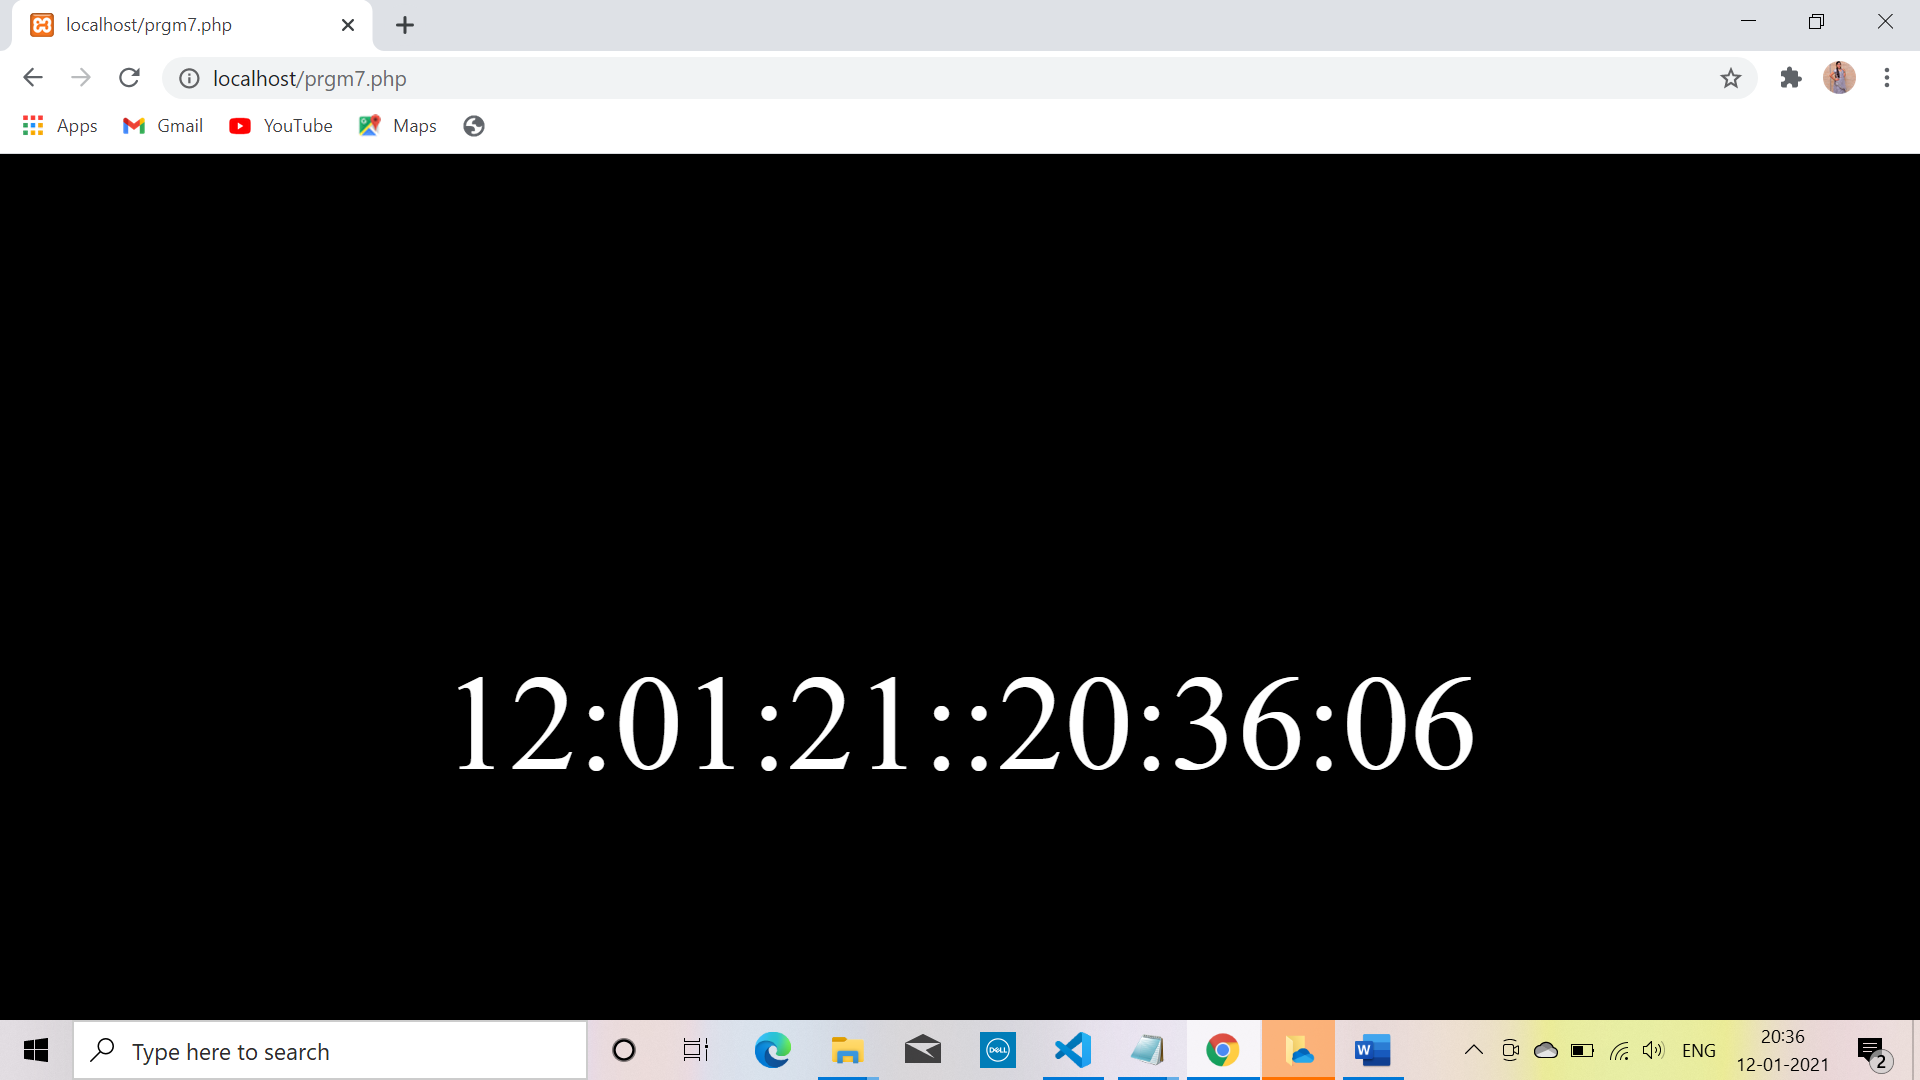 localhost/prgm7.php
localhost/prgm7.php
Apps Gmail YouTube Maps
12:01:21::20:36:06
Type here to search
DELL
W
ENG
20:36
12-01-2021
2